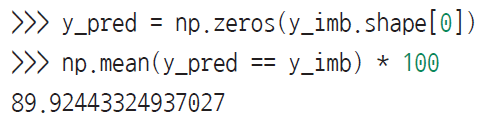 >>> y_pred = np.zeros(y_imb.shape[0])
>>> np.mean(y_pred == y_imb) * 100
89.92443324937027